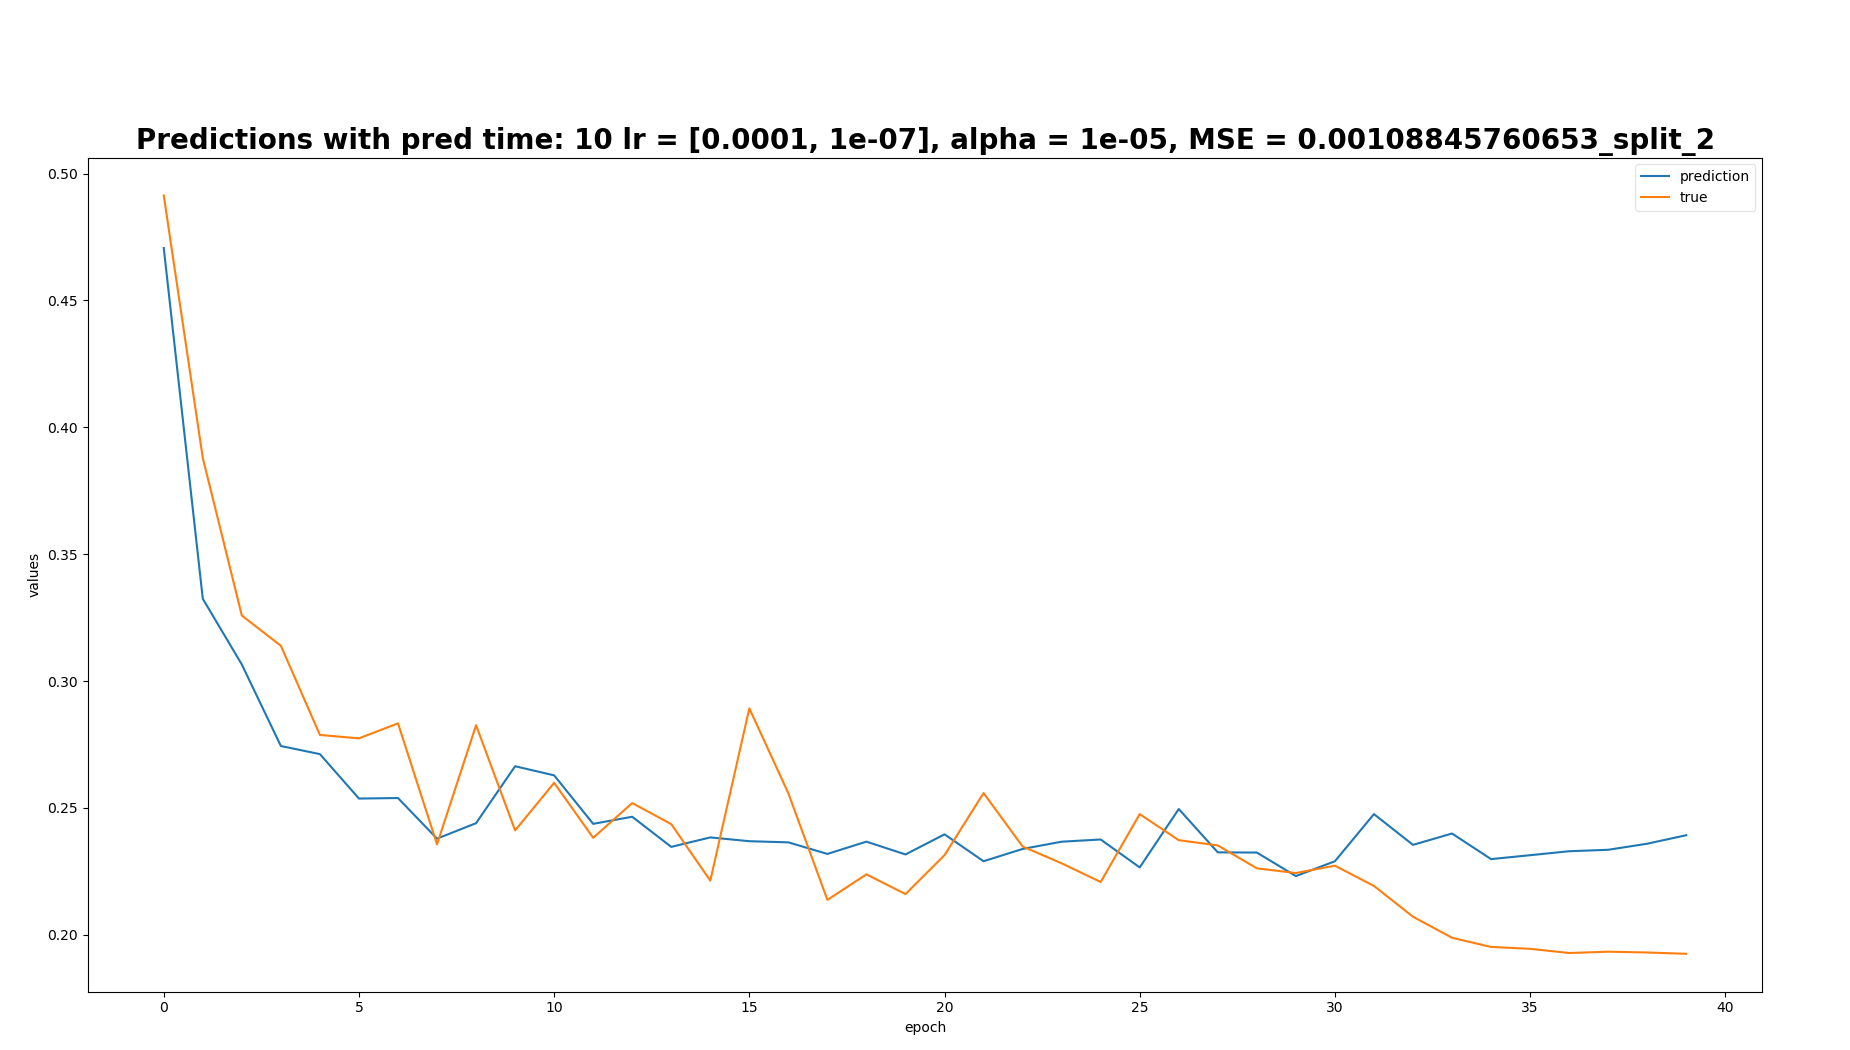 Predictions with pred time: 10 lr = [0.0001, 1e-07], alpha = 1e-05, MSE = 0.00108845760653_split_2
prediction
true
values
0.50
0.45
0.40
0.35
0.30
0.25
0.20
0 5 10 15 20 25 30 35 40
epoch